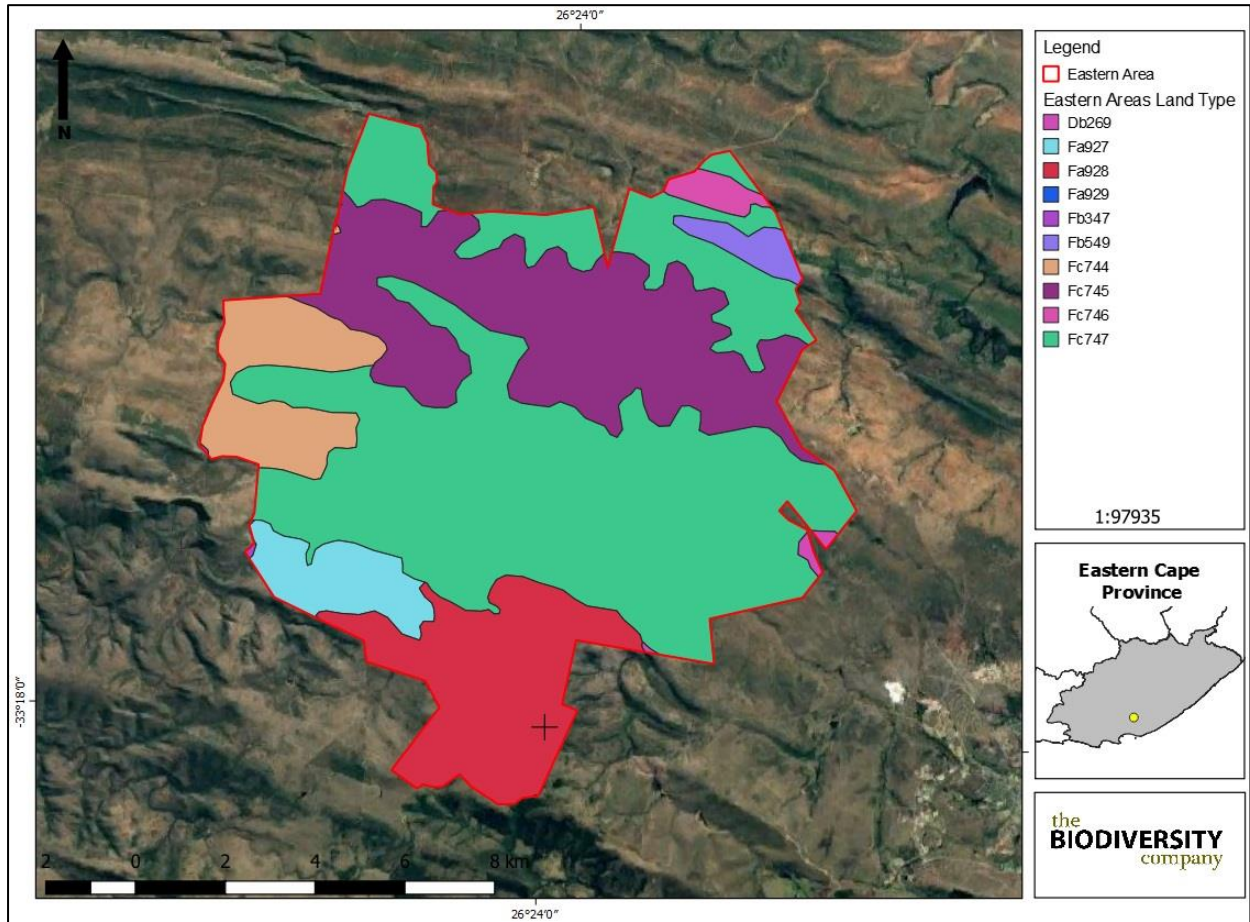 26°24'0"
N
-33°18'0"
2 0 2 4 6 8 km
26°24'0"
Legend
Eastern Area
Eastern Areas Land Type
Db269
Fa927
Fa928
Fa929
Fb347
Fb549
Fc744
Fc745
Fc746
Fc747
1:97935
Eastern Cape
Province
the
BIODIVERSITY
company